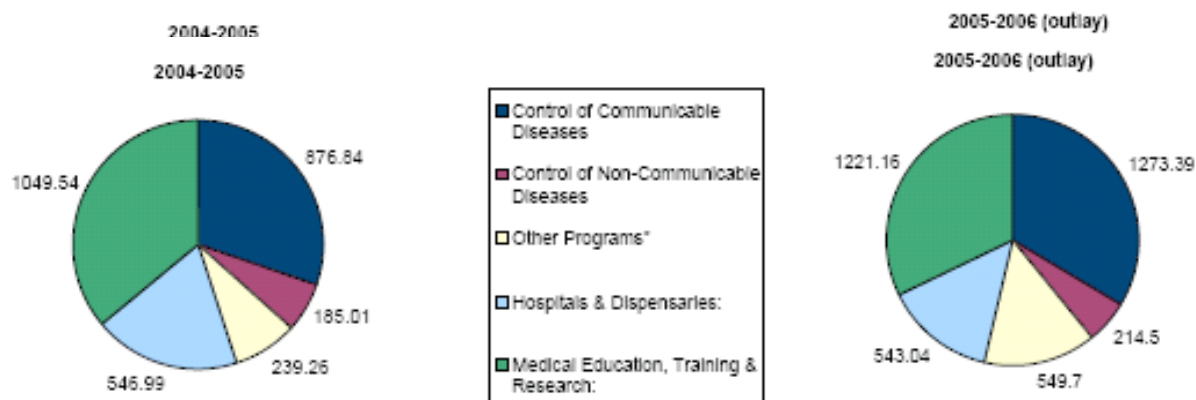 2004-2005
2004-2005
876.84
1049.54
185.01
239.26
546.99
Control of Communicable
Diseases
Control of Non-Communicable
Diseases
Other Programs*
Hospitals & Dispensaries:
Medical Education, Training &
Research:
2005-2006 (outlay)
2005-2006 (outlay)
1221.16
1273.39
214.5
543.04
549.7